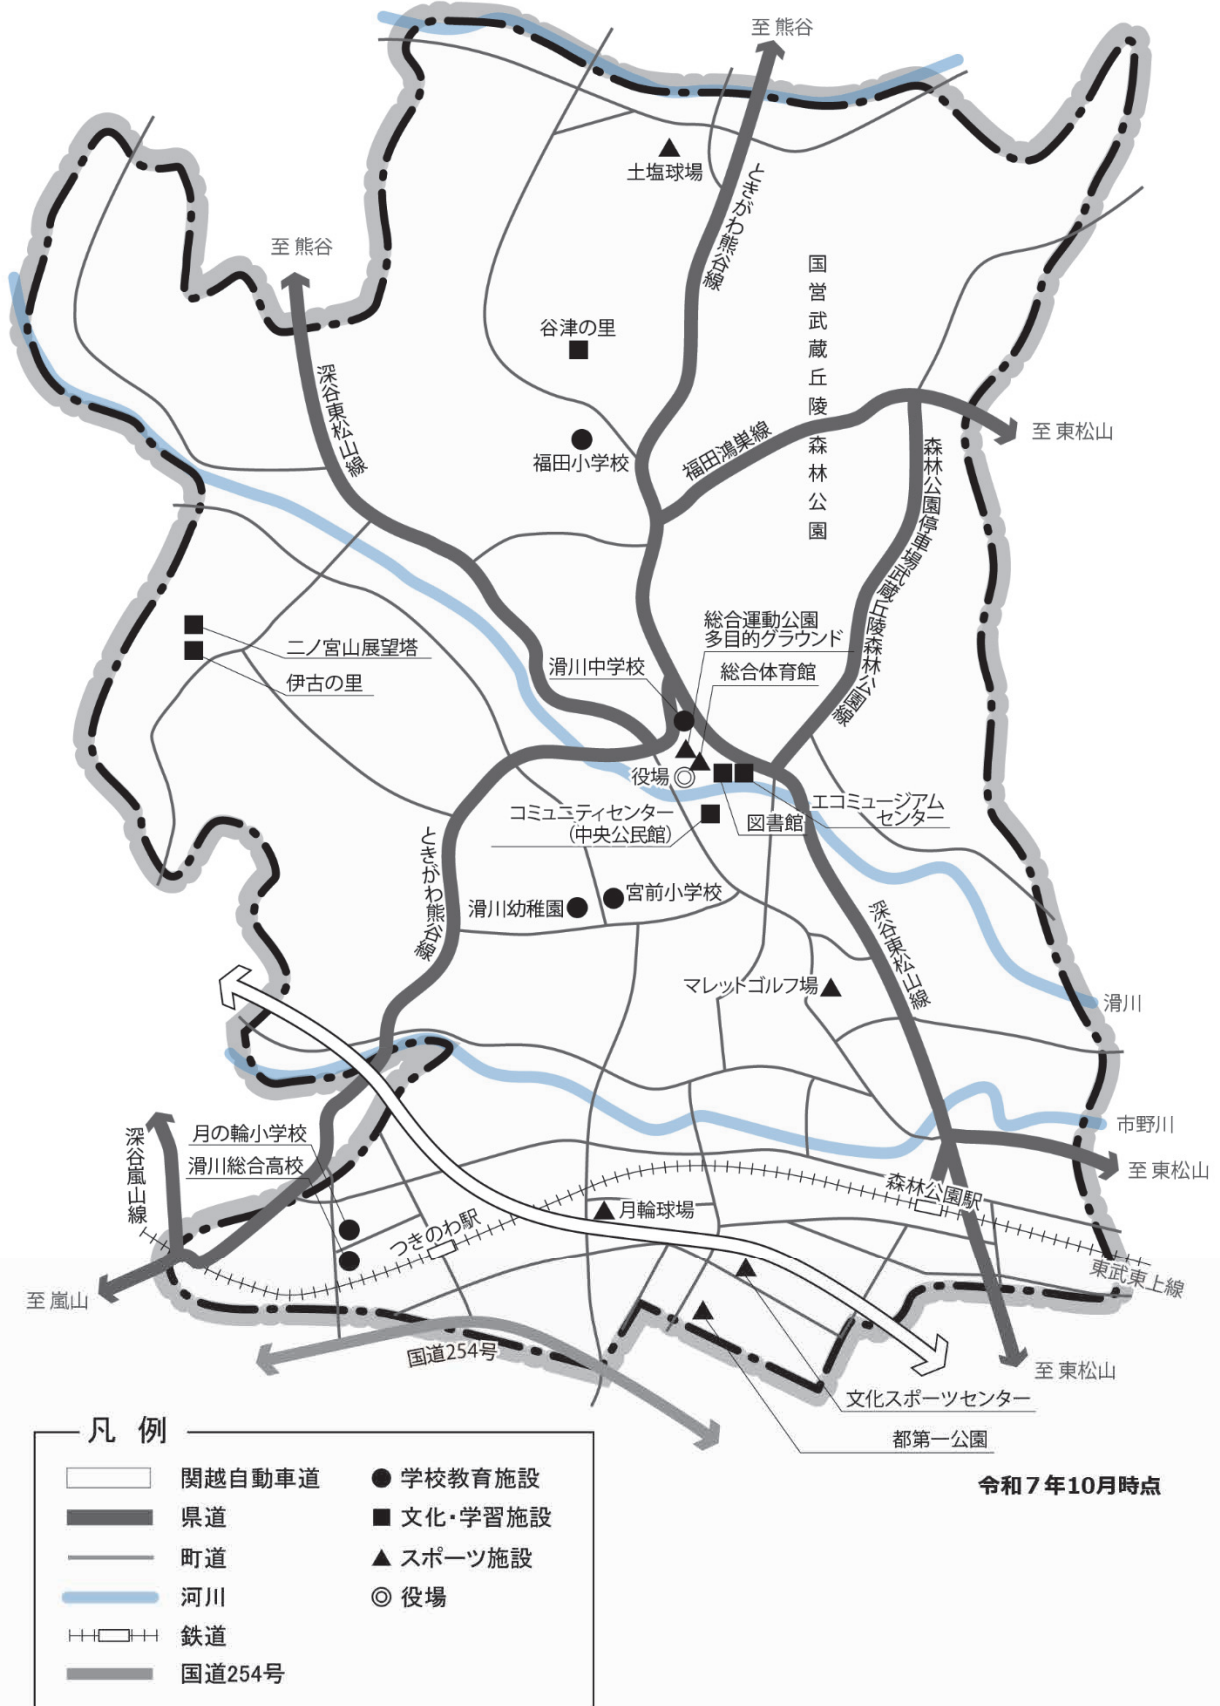 至 熊谷
土塩球場
ときがわ熊谷線
至 熊谷
国営武蔵丘陵森林公園
谷津の里
深谷東松山線
福田小学校
福田鴻巣線
至 東松山
森林公園停車場武蔵丘陵森林公園線
二ノ宮山展望塔
伊古の里
総合運動公園
多目的グラウンド
滑川中学校
総合体育館
役場
コミュニティセンター
(中央公民館)
図書館
エコミュージアム
センター
ときがわ熊谷線
滑川幼稚園
宮前小学校
深谷東松山線
マレッドゴルフ場
滑川
市野川
至 東松山
深谷嵐山線
月の輪小学校
滑川総合高校
つきのわ駅
月輪球場
森林公園駅
東武東上線
至 嵐山
国道254号
至 東松山
文化スポーツセンター
都第一公園
令和7年10月時点
凡 例
関越自動車道
県道
町道
河川
鉄道
国道254号
学校教育施設
文化・学習施設
スポーツ施設
役場